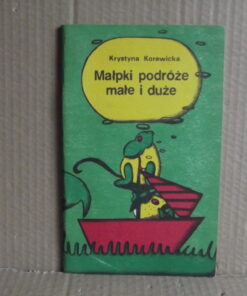 Krystyna Korewicka
Małpki podróże
małe i duże